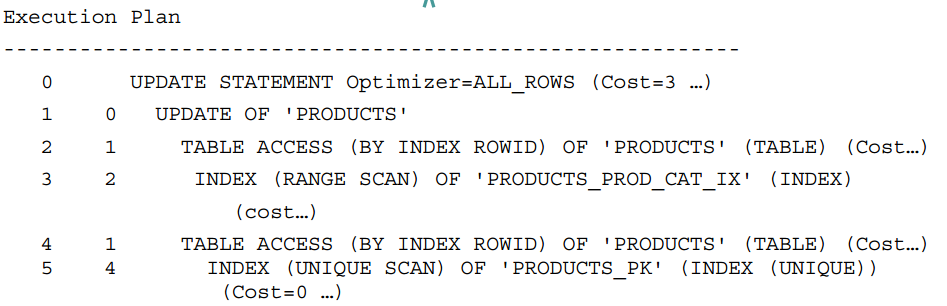 Execution Plan
----------------------------------------------------------
0 UPDATE STATEMENT Optimizer=ALL_ROWS (Cost=3 …)
1 0 UPDATE OF 'PRODUCTS'
2 1 TABLE ACCESS (BY INDEX ROWID) OF 'PRODUCTS' (TABLE) (Cost…)
3 2 INDEX (RANGE SCAN) OF 'PRODUCTS_PROD_CAT_IX' (INDEX)
(cost…)
4 1 TABLE ACCESS (BY INDEX ROWID) OF 'PRODUCTS' (TABLE) (Cost…)
5 4 INDEX (UNIQUE SCAN) OF 'PRODUCTS_PK' (INDEX (UNIQUE))
(Cost=0 …)